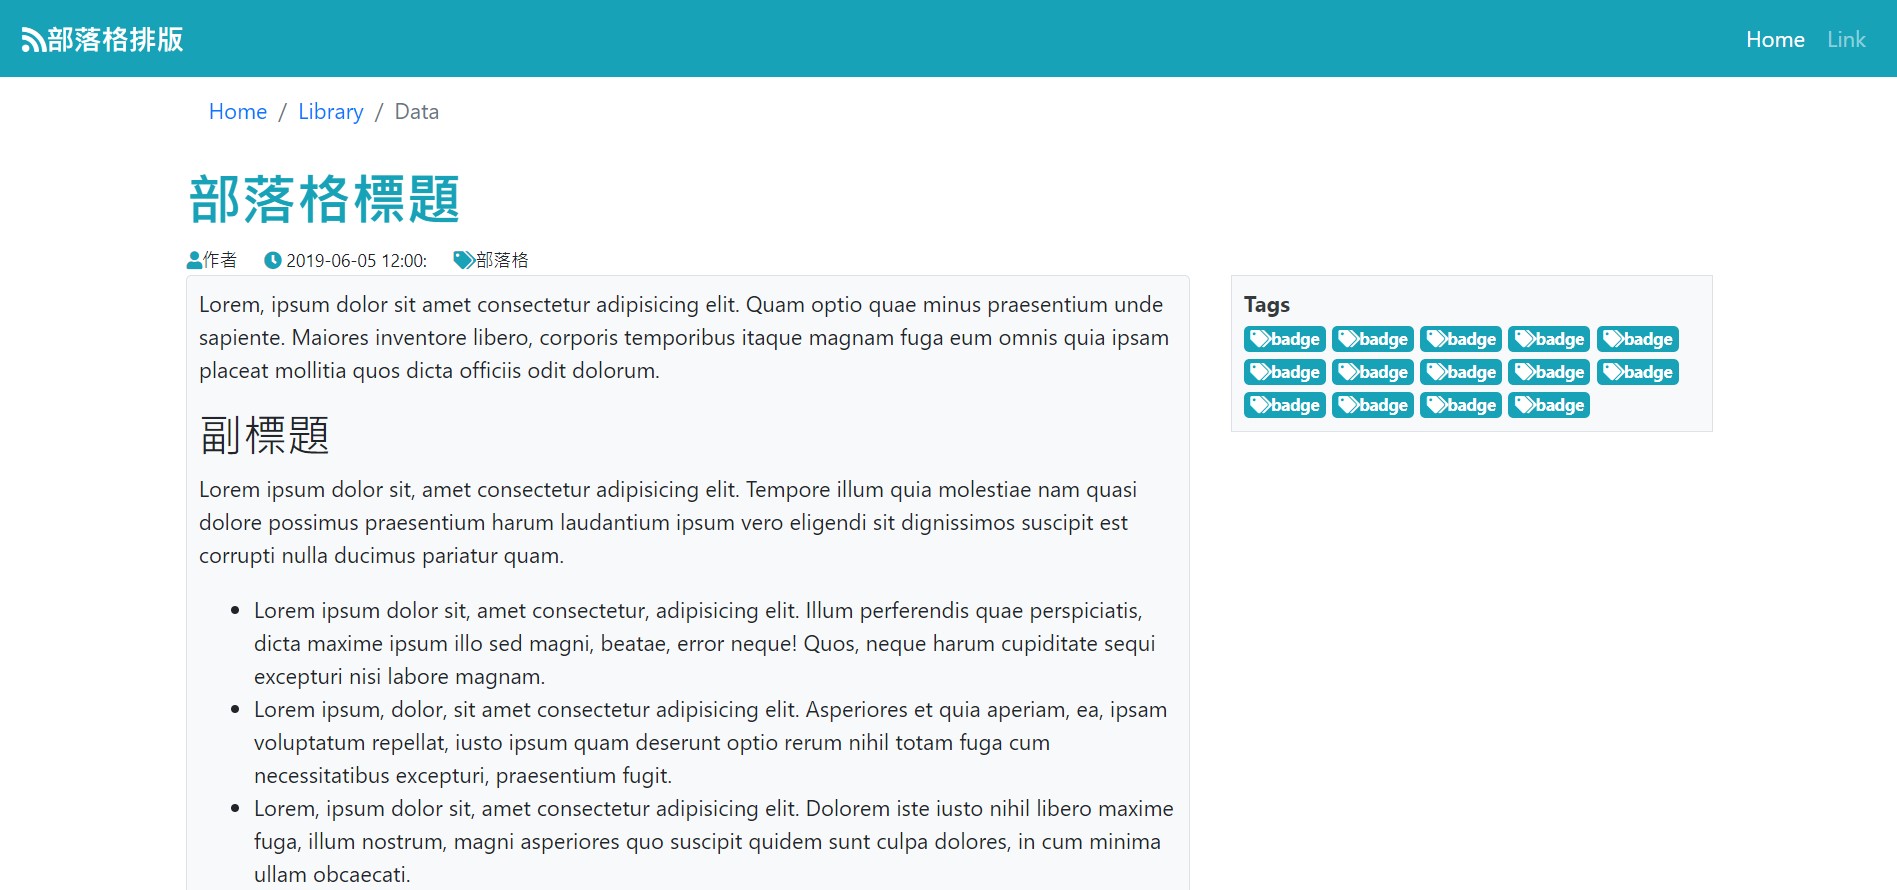 部落格排版
Home Link
Home / Library / Data
部落格標題
作者 2019-06-05 12:00: 部落格
Lorem, ipsum dolor sit amet consectetur adipisicing elit. Quam optio quae minus praesentium unde
sapiente. Maiores inventore libero, corporis temporibus itaque magnam fuga eum omnis quia ipsam
placeat mollitia quos dicta officiis odit dolorum.
副標題
Lorem ipsum dolor sit, amet consectetur adipisicing elit. Tempore illum quia molestiae nam quasi
dolore possimus praesentium harum laudantium ipsum vero eligendi sit dignissimos suscipit est
corrupti nulla ducimus pariatur quam.
Lorem ipsum dolor sit, amet consectetur, adipisicing elit. Illum perferendis quae perspiciatis,
dicta maxime ipsum illo sed magni, beatae, error neque! Quos, neque harum cupiditate sequi
excepturi nisi labore magnam.
Lorem ipsum, dolor, sit amet consectetur adipisicing elit. Asperiores et quia aperiam, ea, ipsam
voluptatum repellat, iusto ipsum quam deserunt optio rerum nihil totam fuga cum
necessitatibus excepturi, praesentium fugit.
Lorem, ipsum dolor sit, amet consectetur adipisicing elit. Dolorem iste iusto nihil libero maxime
fuga, illum nostrum, magni asperiores quo suscipit quidem sunt culpa dolores, in cum minima
ullam obcaecati.
Tags
badge badge badge badge badge
badge badge badge badge badge
badge badge badge badge